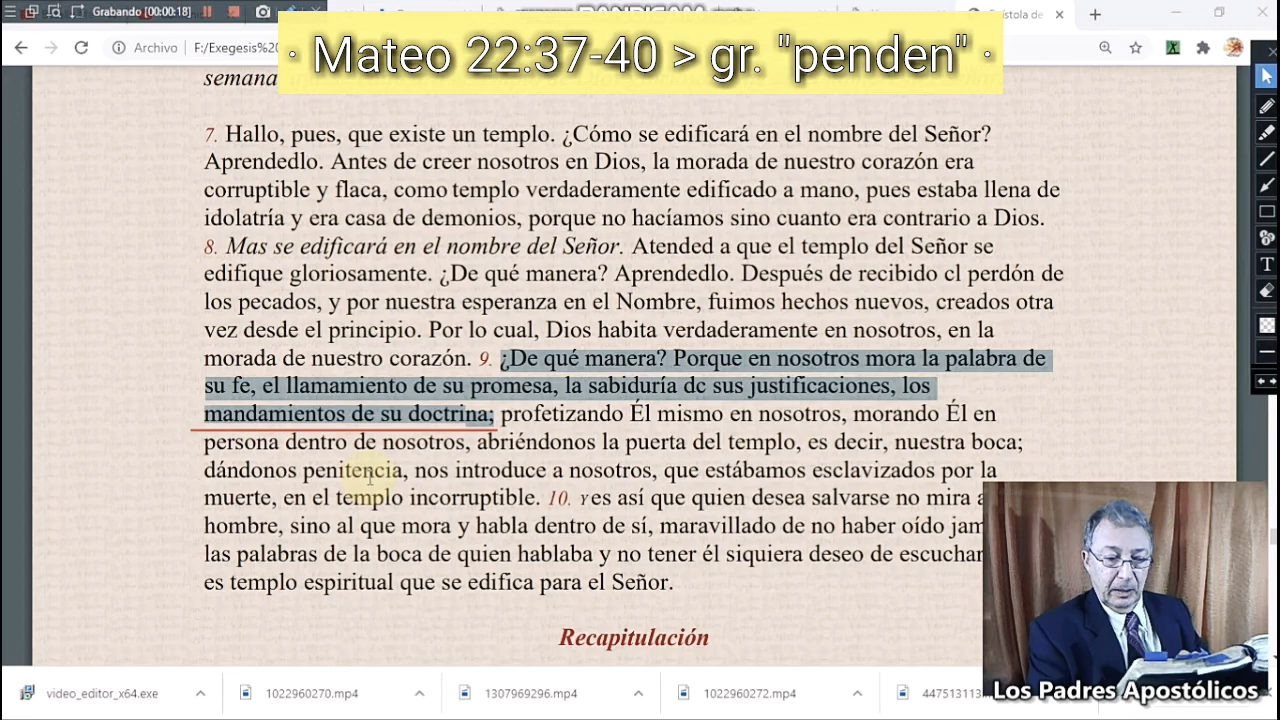 Grabando [00:00:18]
BANDICAM
ístola de
Archivo
F:/Exegesis%20
· Mateo 22:37-40 > gr. "penden" ·
semana
7. Hallo, pues, que existe un templo. ¿Cómo se edificará en el nombre del Señor?
Aprendedlo. Antes de creer nosotros en Dios, la morada de nuestro corazón era
corruptible y flaca, como templo verdaderamente edificado a mano, pues estaba llena de
idolatría y era casa de demonios, porque no hacíamos sino cuanto era contrario a Dios.
8. Mas se edificará en el nombre del Señor. Atended a que el templo del Señor se
edifique gloriosamente. ¿De qué manera? Aprendedlo. Después de recibido cl perdón de
los pecados, y por nuestra esperanza en el Nombre, fuimos hechos nuevos, creados otra
vez desde el principio. Por lo cual, Dios habita verdaderamente en nosotros, en la
morada de nuestro corazón. 9. ¿De qué manera? Porque en nosotros mora la palabra de
su fe, el llamamiento de su promesa, la sabiduría dc sus justificaciones, los
mandamientos de su doctrina; profetizando Él mismo en nosotros, morando Él en
persona dentro de nosotros, abriéndonos la puerta del templo, es decir, nuestra boca;
dándonos penitencia, nos introduce a nosotros, que estábamos esclavizados por la
muerte, en el templo incorruptible. 10. Y es así que quien desea salvarse no mira a
hombre, sino al que mora y habla dentro de sí, maravillado de no haber oído jam
las palabras de la boca de quien hablaba y no tener él siquiera deseo de escuchar
es templo espiritual que se edifica para el Señor.
Recapitulación
video_editor_x64.exe
1022960270.mp4
1307969296.mp4
1022960272.mp4
447513113
Los Padres Apostólicos